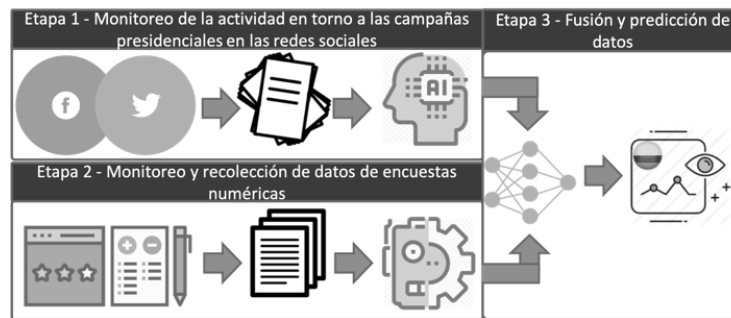 Etapa 1 - Monitoreo de la actividad en torno a las campañas
presidenciales en las redes sociales
Etapa 3 - Fusión y predicción de
datos
f
AI
Etapa 2 - Monitoreo y recolección de datos de encuestas
numéricas